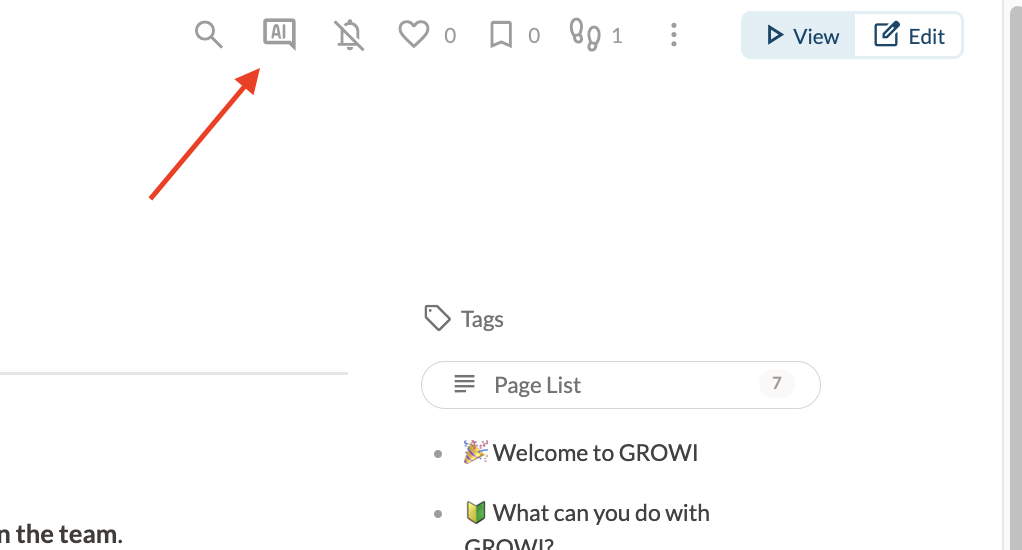 AI 0 0 1 View Edit
Tags
Page List 7
Welcome to GROWI
What can you do with
GROWI?
n the team.